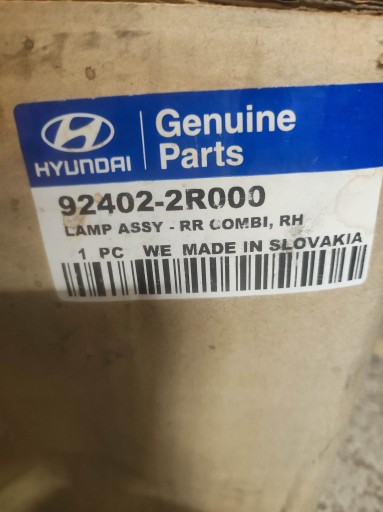 HYUNDAI
Genuine
Parts
92402-2R000
LAMP ASSY - RR COMBI, RH
1 PC WE MADE IN SLOVAKIA